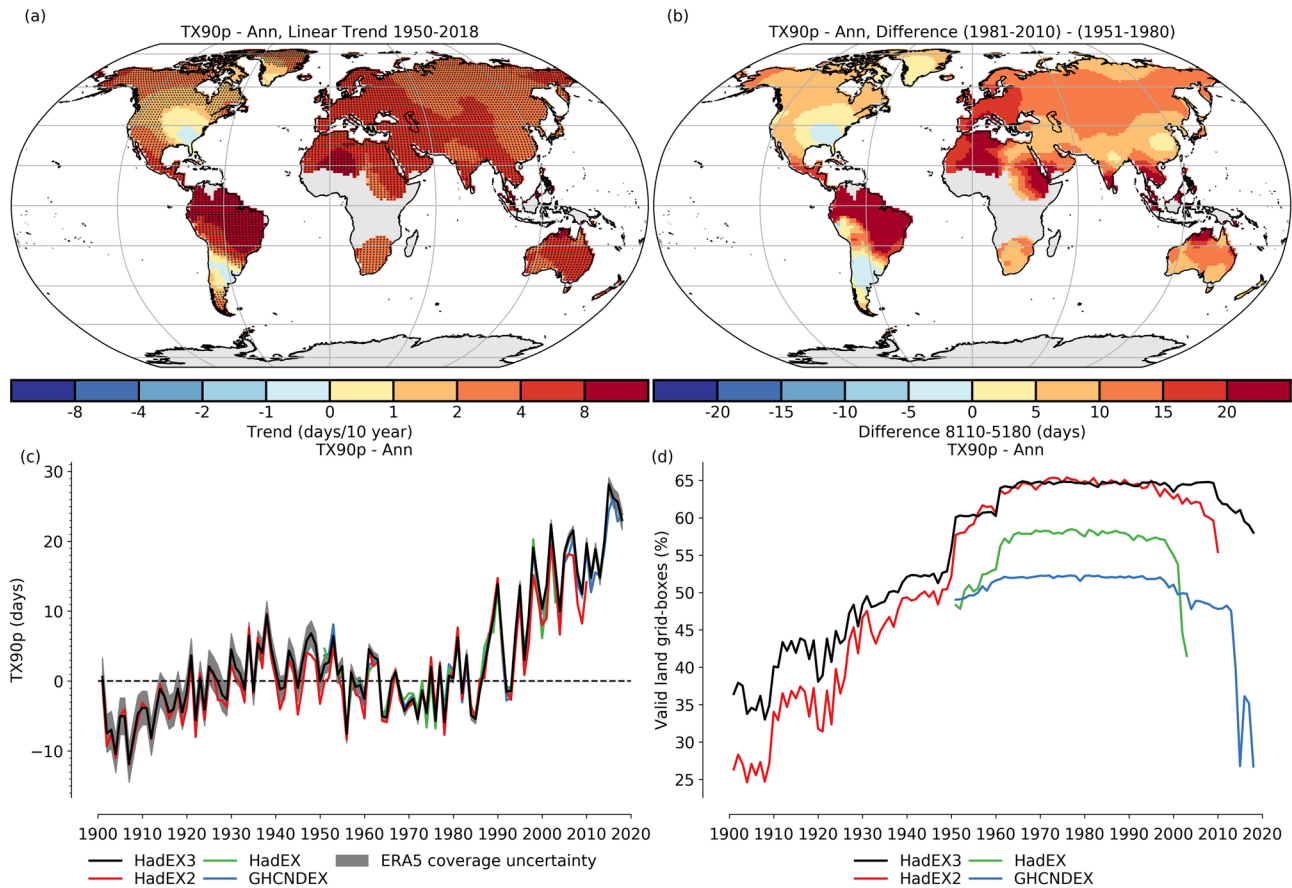 (a)
TX90p - Ann, Linear Trend 1950-2018
-8 -4 -2 -1 0 1 2 4 8
Trend (days/10 year)
(b)
TX90p - Ann, Difference (1981-2010) - (1951-1980)
-20 -15 -10 -5 0 5 10 15 20
Difference 8110-5180 (days)
(c)
TX90p - Ann
TX90p (days)
30
20
10
0
−10
1900 1910 1920 1930 1940 1950 1960 1970 1980 1990 2000 2010 2020
HadEX3 HadEX ERA5 coverage uncertainty
HadEX2 GHCNDEX
(d)
TX90p - Ann
Valid land grid-boxes (%)
65
60
55
50
45
40
35
30
25
1900 1910 1920 1930 1940 1950 1960 1970 1980 1990 2000 2010 2020
HadEX3 HadEX
HadEX2 GHCNDEX